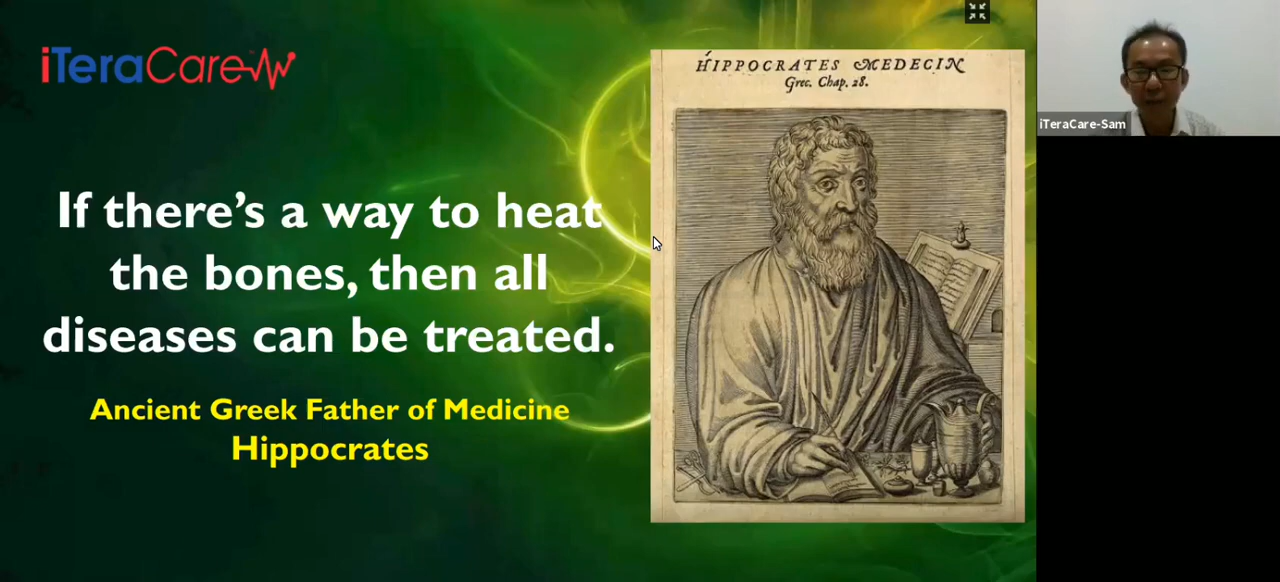 iTeraCare
If there's a way to heat
the bones, then all
diseases can be treated.
Ancient Greek Father of Medicine
Hippocrates
HIPPOCRATES MEDECIN
Grec. Chap. 28.
iTeraCare-Sam